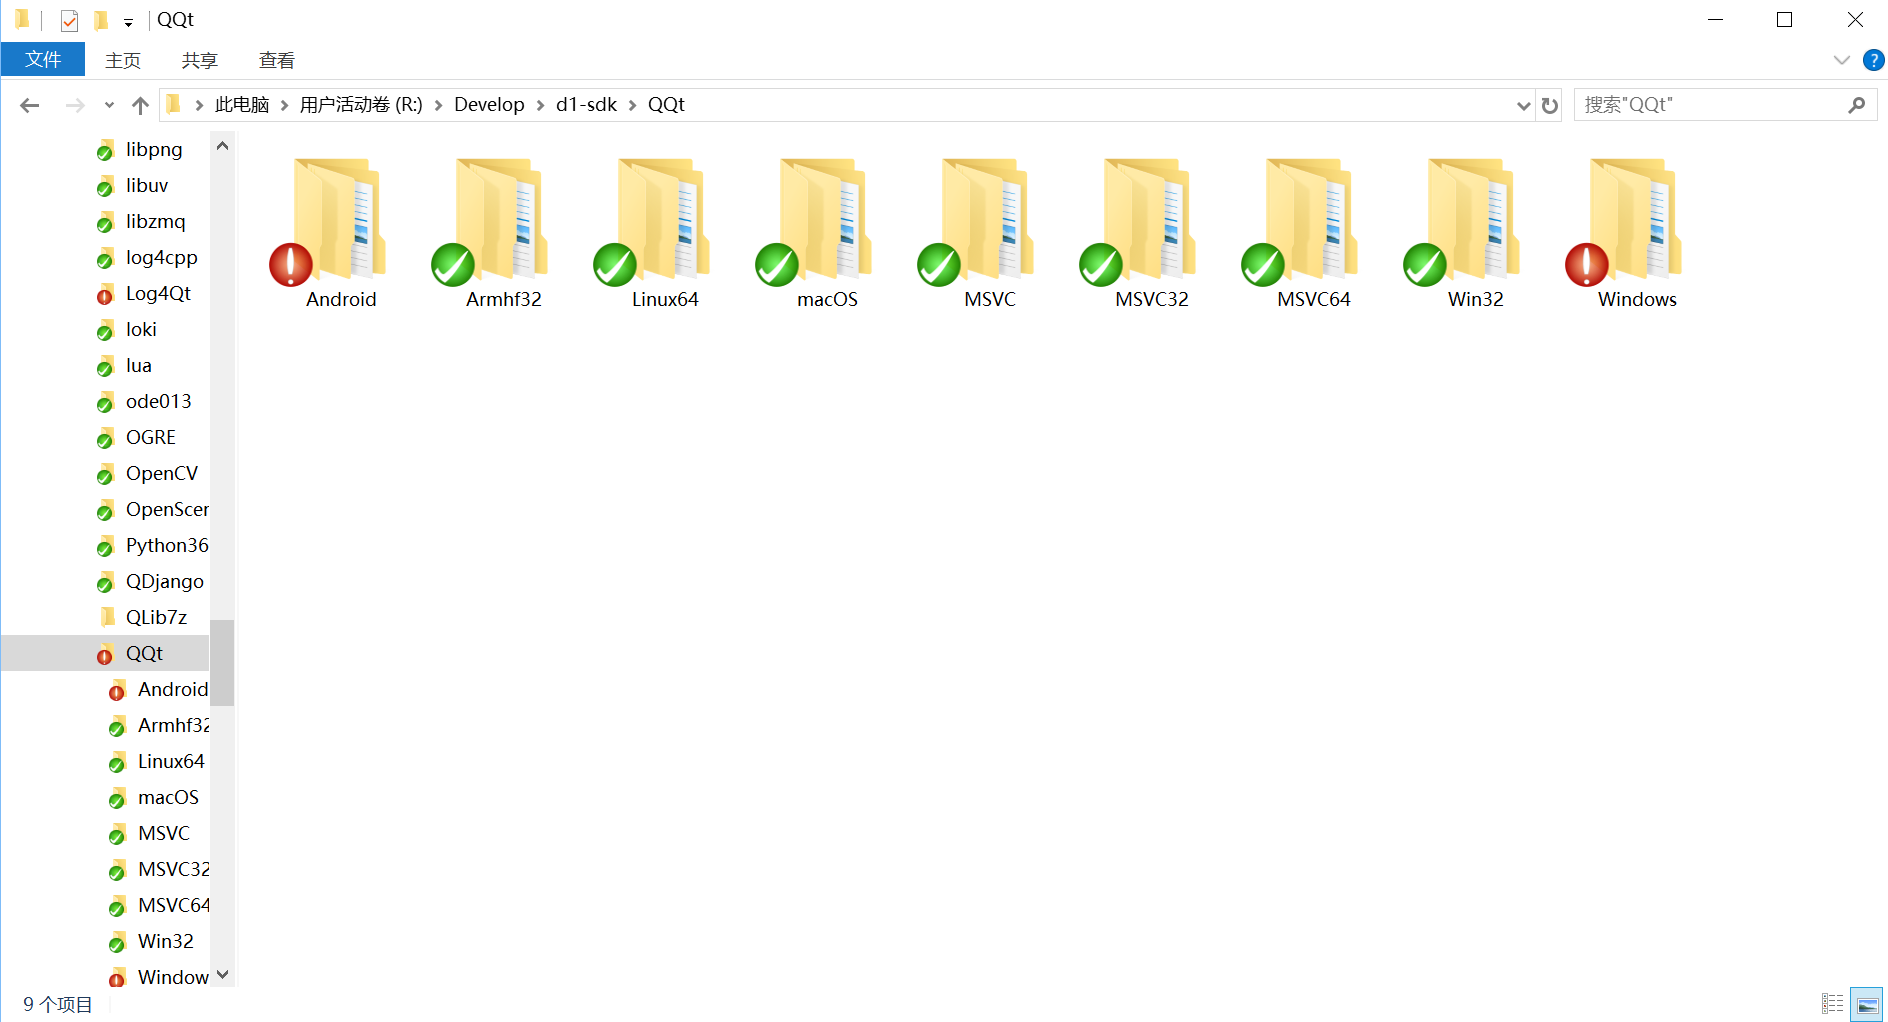 QQt
文件 主页 共享 查看
此电脑 用户活动卷 (R:) Develop d1-sdk QQt
搜索"QQt"
libpng
libuv
libzmq
log4cpp
Log4Qt
loki
lua
ode013
OGRE
OpenCV
OpenScer
Python36
QDjango
QLib7z
QQt
Android
Armhf32
Linux64
macOS
MSVC
MSVC32
MSVC64
Win32
Window
Android Armhf32 Linux64 macOS MSVC MSVC32 MSVC64 Win32 Windows
9 个项目